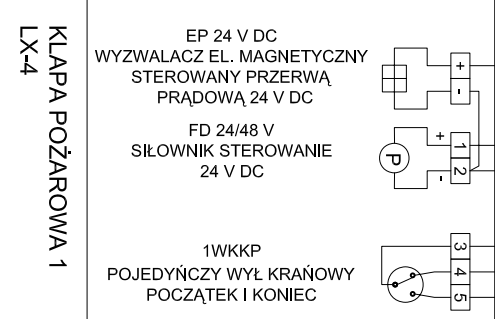 KLAPA POŻAROWA 1
LX-4
EP 24 V DC
WYZWALACZ EL. MAGNETYCZNY
STEROWANY PRZERWĄ
PRĄDOWĄ 24 V DC
+
-
FD 24/48 V
SIŁOWNIK STEROWANIE
24 V DC
P
+
-
1
2
1WKKP
POJEDYŃCZY WYŁ KRAŃOWY
POCZĄTEK I KONIEC
3
4
5